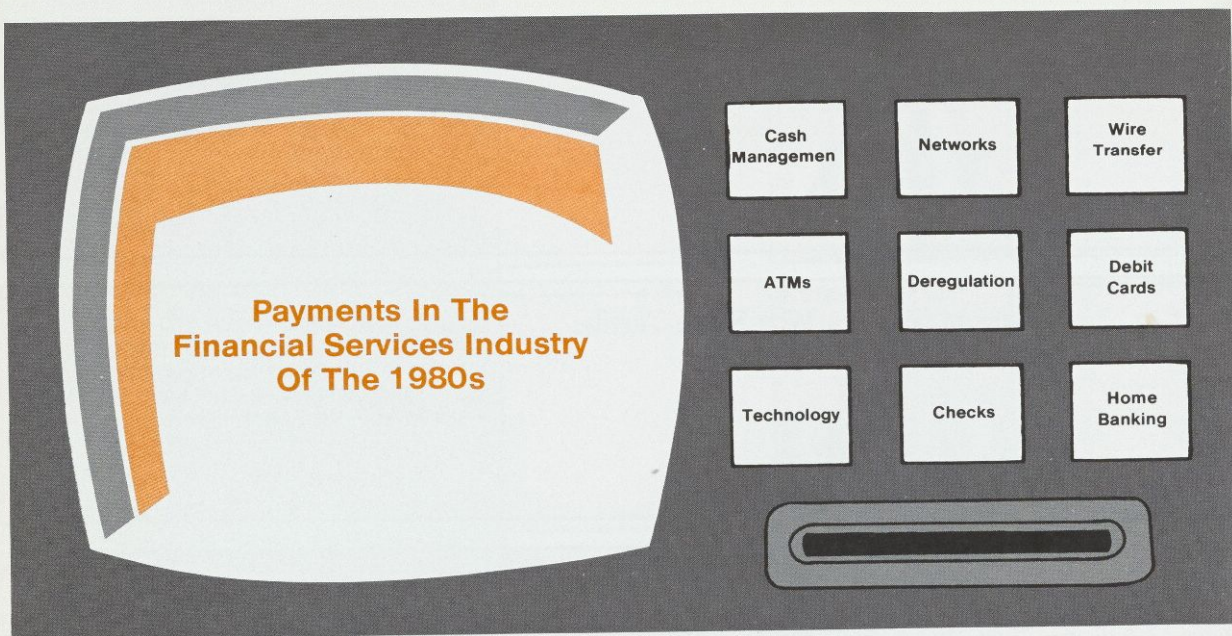 Payments In The
Financial Services Industry
Of The 1980s
Cash
Managemen
Networks
Wire
Transfer
ATMs
Deregulation
Debit
Cards
Technology
Checks
Home
Banking